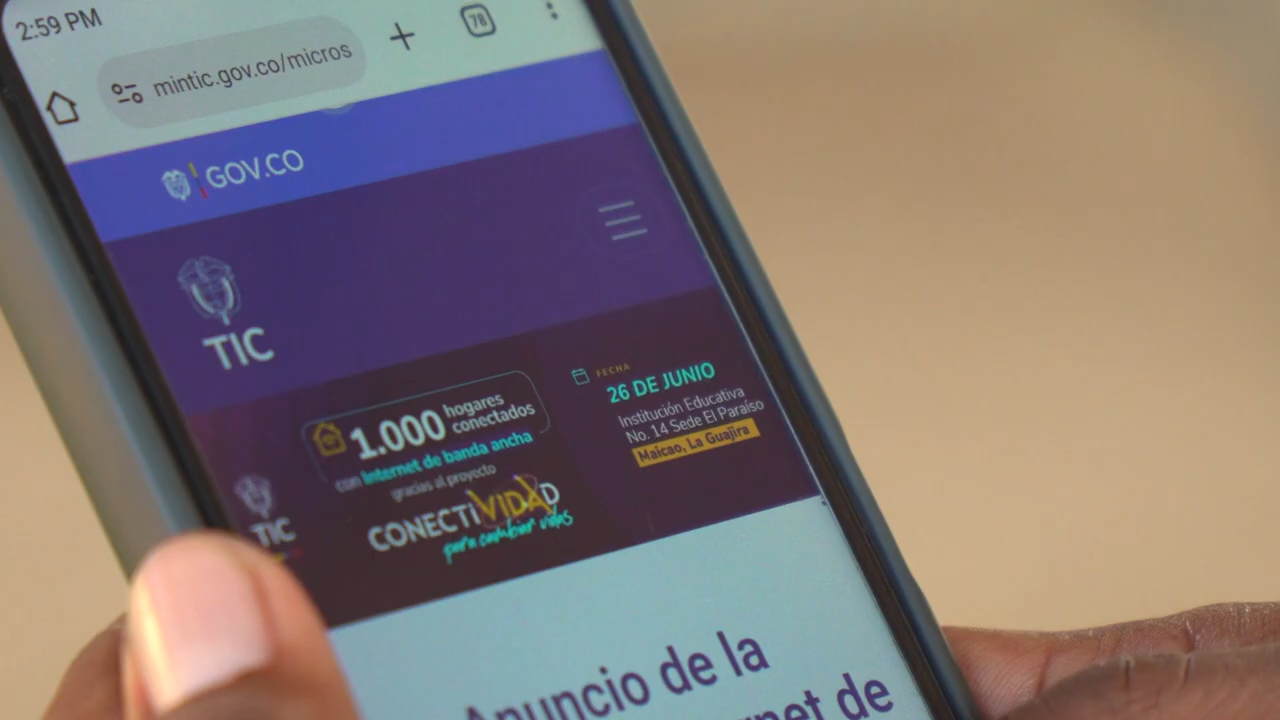 2:59 PM
78
mintic.gov.co/micros
GOV.CO
TIC
1.000 hogares conectados
con Internet de banda ancha
gracias al proyecto
CONECTIVIDAD
para cambiar vidas
TIC
FECHA
26 DE JUNIO
Institución Educativa
No. 14 Sede El Paraíso
Maicao, La Guajira
Anuncio de la
de